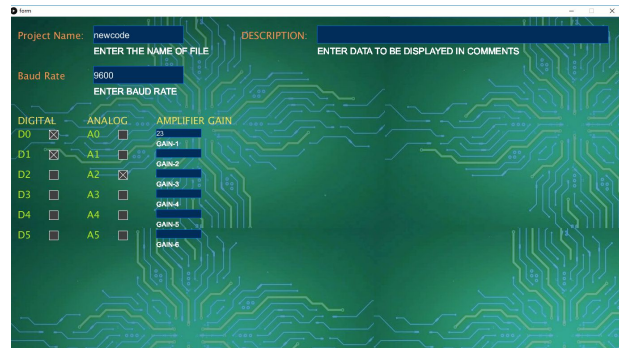 form
Project Name: newcode DESCRIPTION:
ENTER THE NAME OF FILE ENTER DATA TO BE DISPLAYED IN COMMENTS
Baud Rate 9600
ENTER BAUD RATE
DIGITAL ANALOG AMPLIFIER GAIN
D0 A0 23
GAIN-1
D1 A1
GAIN-2
D2 A2
GAIN-3
D3 A3
GAIN-4
D4 A4
GAIN-5
D5 A5
GAIN-6